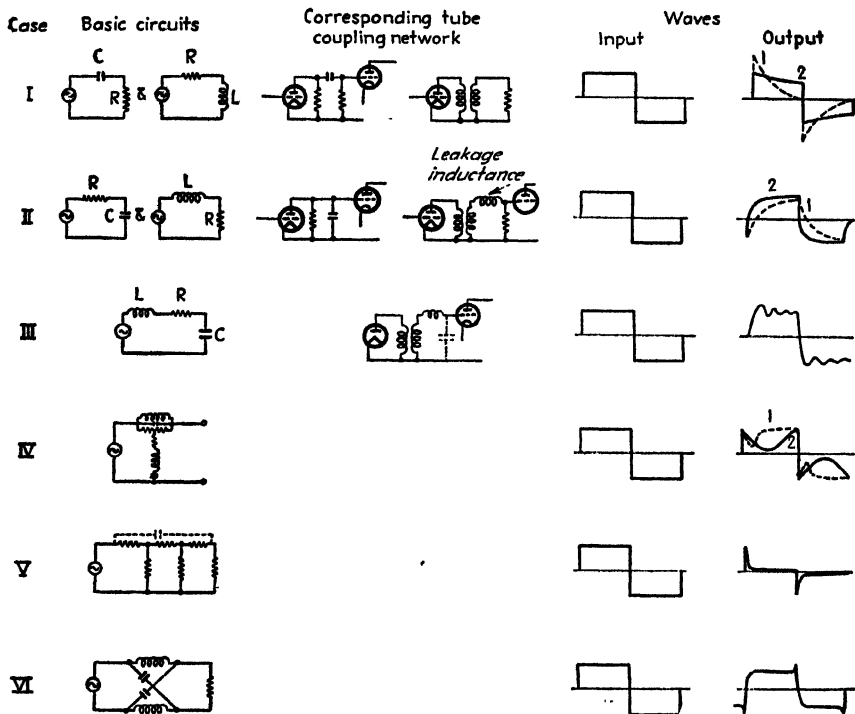 Case Basic circuits Corresponding tube coupling network Waves
Input Output
I C R & R L 1 2
II R C & L R Leakage inductance 2 1
III L R C
IV 1 2
V
VI